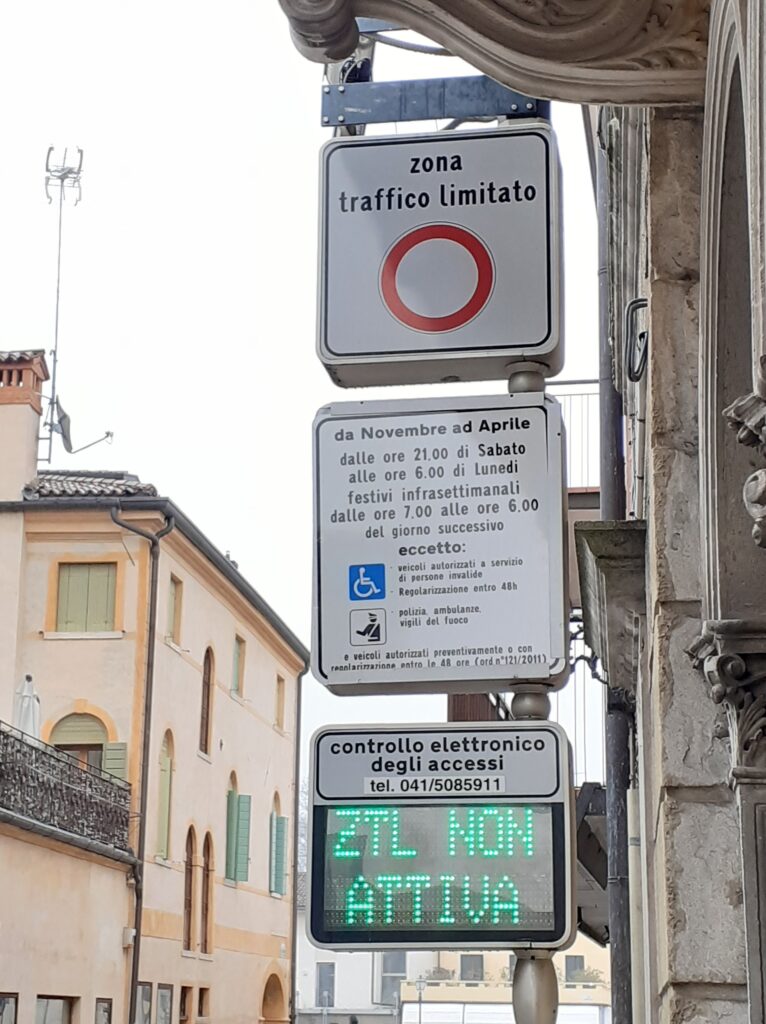 zona
traffico limitato
da Novembre ad Aprile
dalle ore 21.00 di Sabato
alle ore 6.00 di Lunedi
festivi infrasettimanali
dalle ore 7.00 alle ore 6.00
del giorno successivo
eccetto:
- veicoli autorizzati a servizio
di persone invalide
- Regolarizzazione entro 48h
- polizia, ambulanze,
vigili del fuoco
e veicoli autorizzati preventivamente o con
regolarizzazione entro le 48 ore (ord n°121/2011)
controllo elettronico
degli accessi
tel. 041/5085911
ZTL NON
ATTIVA